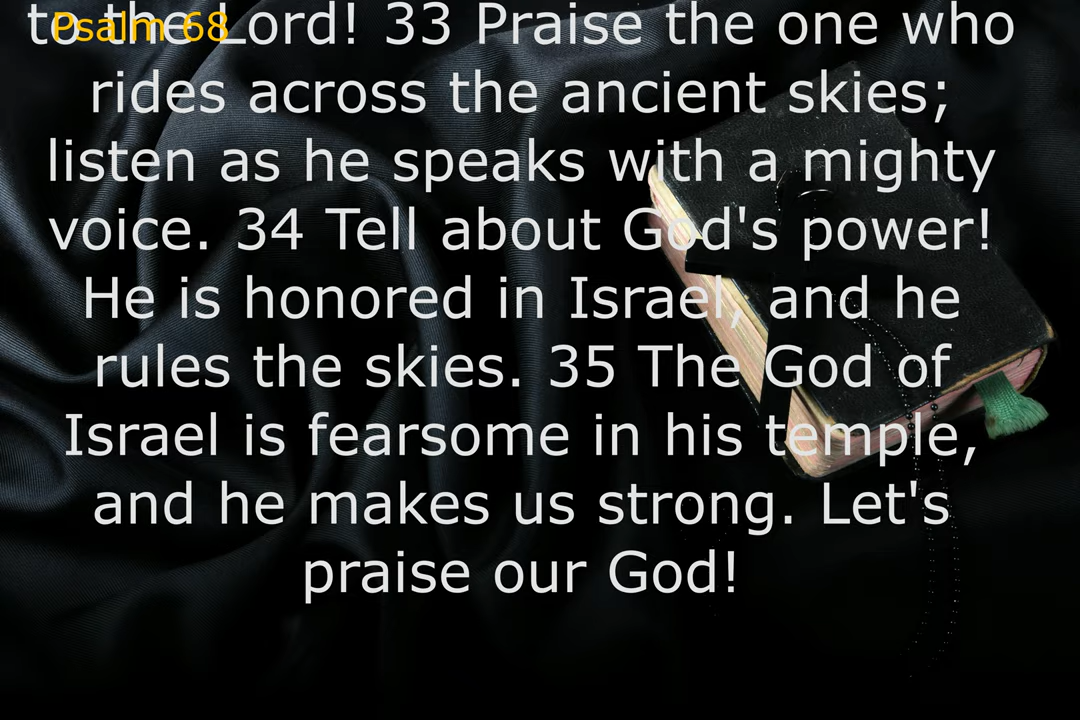 Psalm 68
to the Lord! 33 Praise the one who
rides across the ancient skies;
listen as he speaks with a mighty
voice. 34 Tell about God's power!
He is honored in Israel, and he
rules the skies. 35 The God of
Israel is fearsome in his temple,
and he makes us strong. Let's
praise our God!